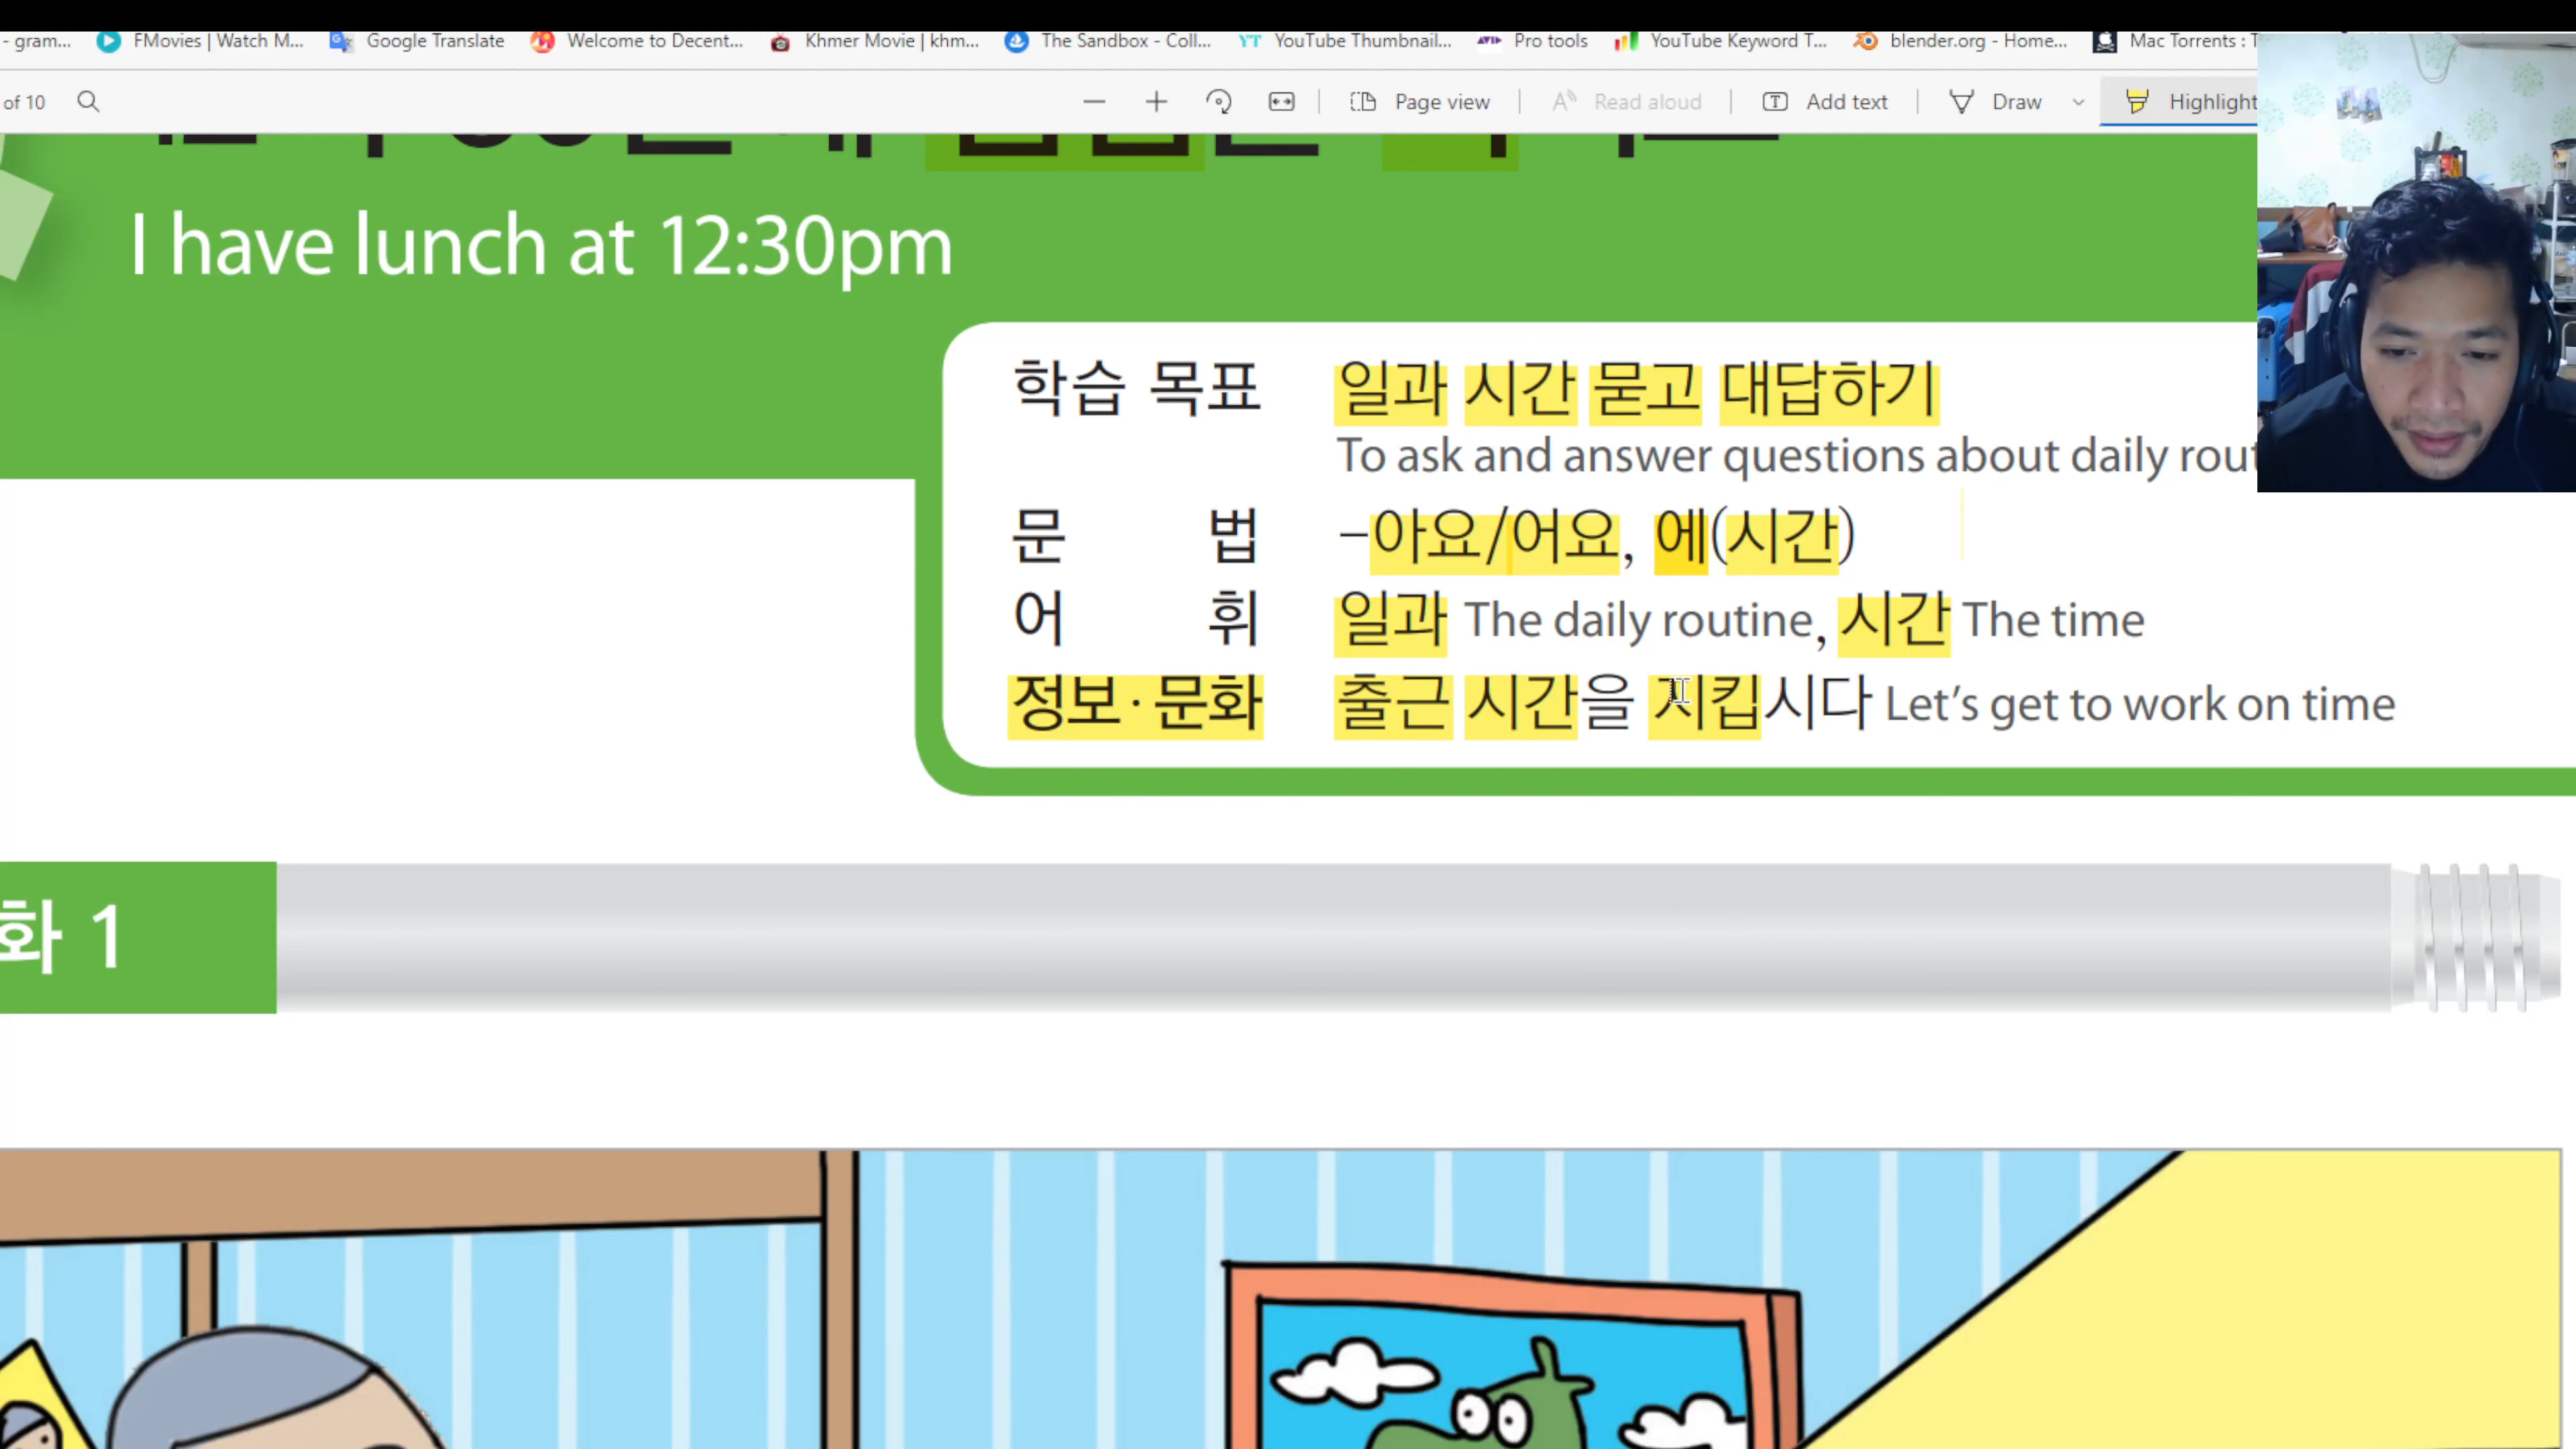 - gram... FMovies | Watch M... Google Translate Welcome to Decent... Khmer Movie | khm... The Sandbox - Coll... YT YouTube Thumbnail... AVID Pro tools YouTube Keyword T... blender.org - Home... Mac Torrents : T
of 10 Page view Read aloud Add text Draw Highlight
I have lunch at 12:30pm
학습 목표 일과 시간 묻고 대답하기
To ask and answer questions about daily rout
문 법 –아요/어요, 에(시간)
어 휘 일과 The daily routine, 시간 The time
정보·문화 출근 시간을 지킵시다 Let's get to work on time
화 1